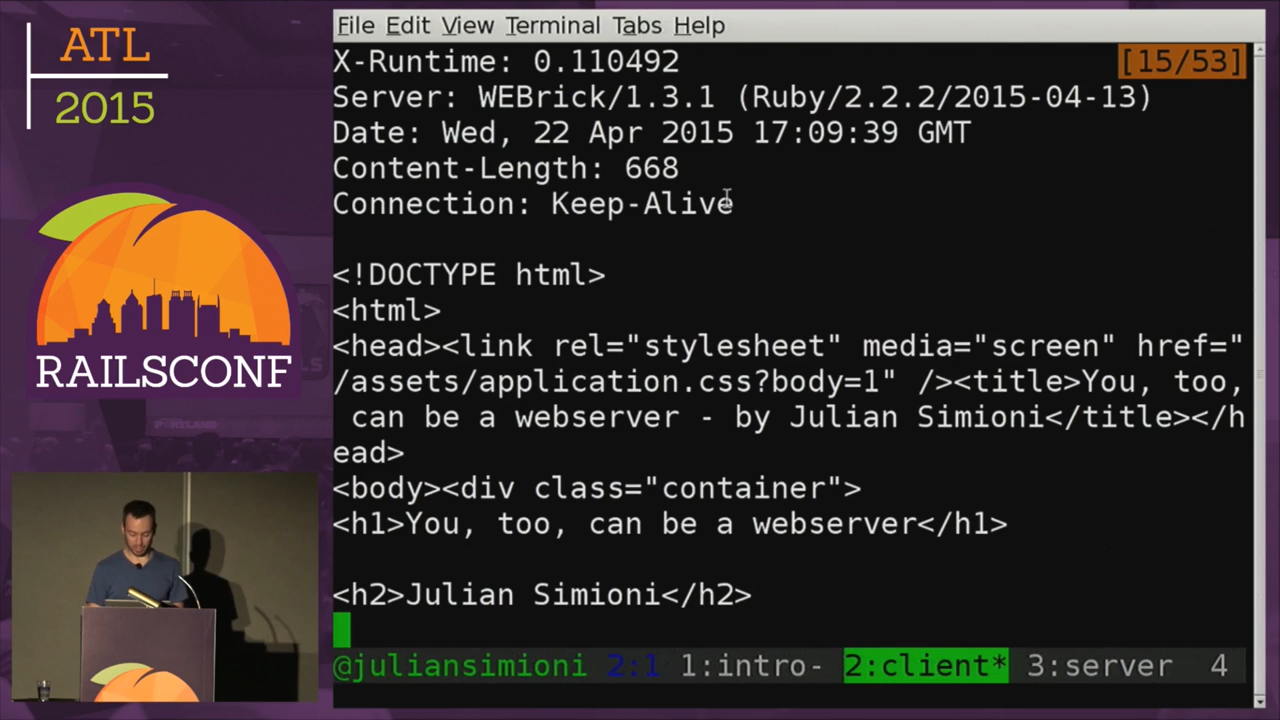 ATL
2015
RAILSCONF
File Edit View Terminal Tabs Help
X-Runtime: 0.110492
[15/53]
Server: WEBrick/1.3.1 (Ruby/2.2.2/2015-04-13)
Date: Wed, 22 Apr 2015 17:09:39 GMT
Content-Length: 668
Connection: Keep-Alive
<!DOCTYPE html>
<html>
<head><link rel="stylesheet" media="screen" href="
/assets/application.css?body=1" /><title>You, too,
can be a webserver - by Julian Simioni</title></h
ead>
<body><div class="container">
<h1>You, too, can be a webserver</h1>
<h2>Julian Simioni</h2>
@juliansimioni 2:1 1:intro- 2:client* 3:server 4